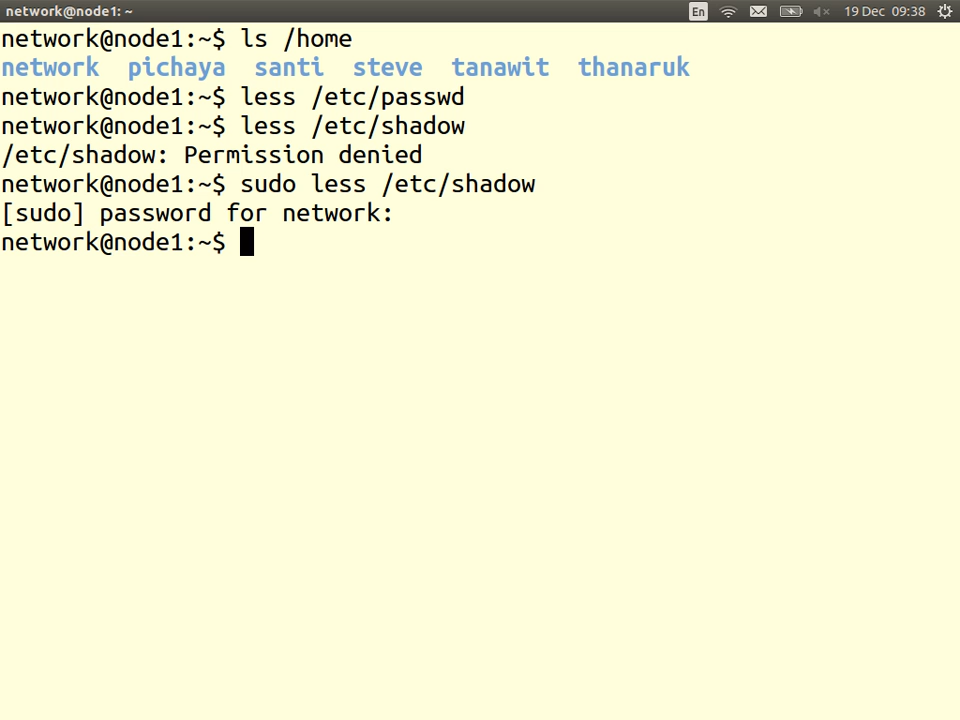 network@node1: ~
En
19 Dec 09:38
network@node1:~$ ls /home
network pichaya santi steve tanawit thanaruk
network@node1:~$ less /etc/passwd
network@node1:~$ less /etc/shadow
/etc/shadow: Permission denied
network@node1:~$ sudo less /etc/shadow
[sudo] password for network:
network@node1:~$